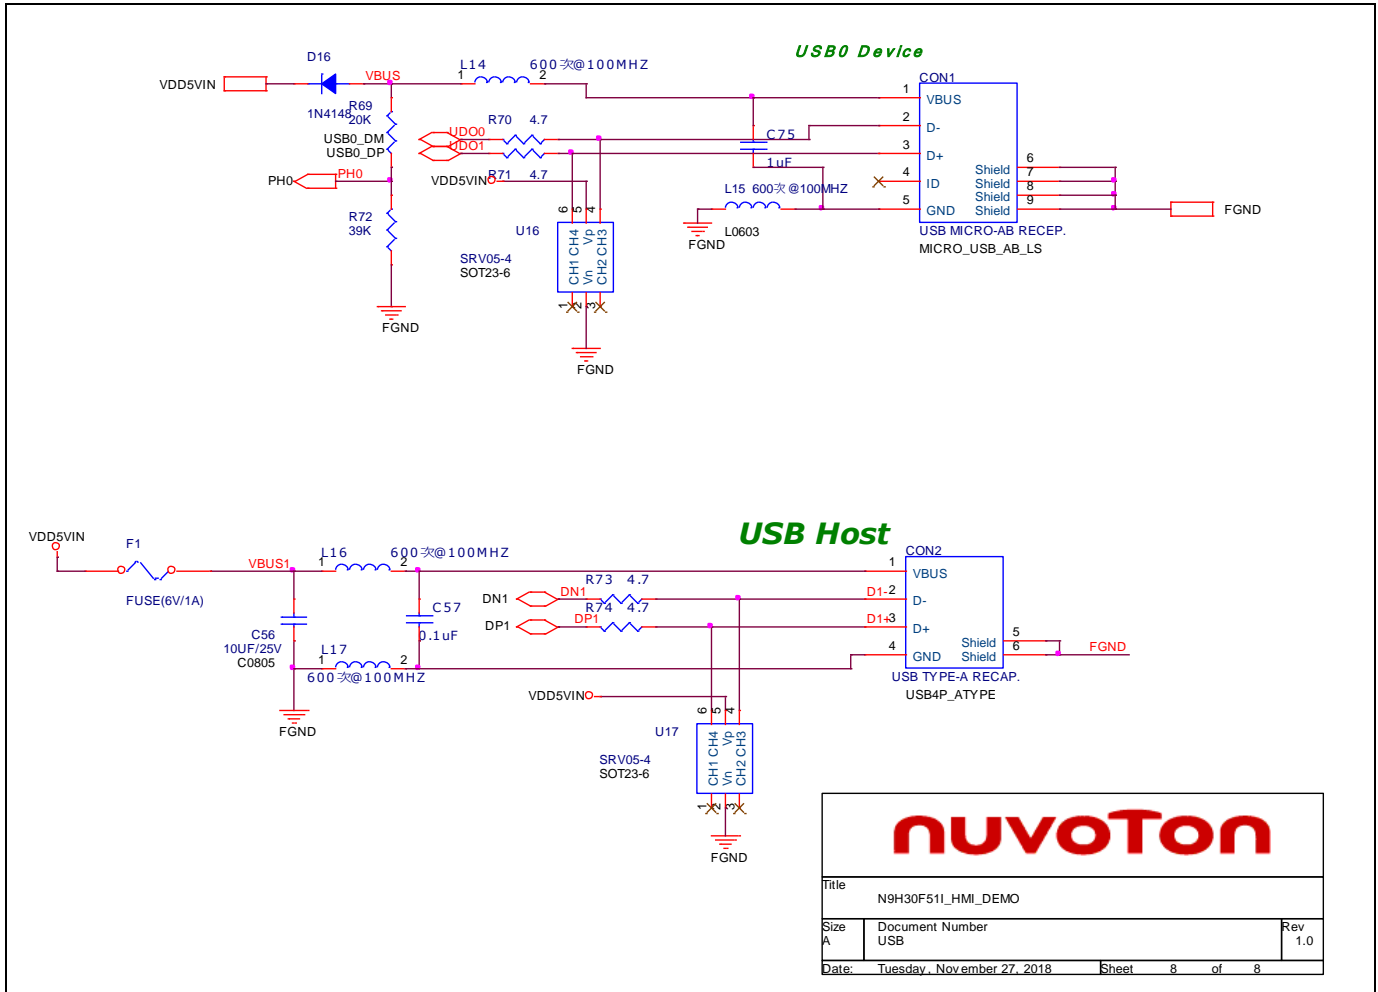 USB0 Device
D16
VDD5VIN
VBUS
1N4148
L14
600次@100MHZ
1
2
R69
20K
USB0_DM
USB0_DP
UDO0
UDO1
R70 4.7
R71 4.7
VDD5VIN
PH0
PH0
R72
39K
FGND
C75
1uF
L15 600次@100MHZ
L0603
FGND
CON1
1
VBUS
2
D-
3
D+
4
ID
5
GND
Shield
6
Shield
7
Shield
8
Shield
9
FGND
USB MICRO-AB RECEP.
MICRO_USB_AB_LS
U16
SRV05-4
SOT23-6
6
5
4
CH1 CH4
Vn Vp
CH2 CH3
1
2
3
FGND
USB Host
VDD5VIN
F1
FUSE(6V/1A)
VBUS1
L16
600次@100MHZ
1
2
C56
10UF/25V
C0805
C57
0.1uF
L17
1
2
600次@100MHZ
FGND
DN1
DN1
R73 4.7
DP1
DP1
R74 4.7
D1-
D1+
CON2
1
VBUS
2
D-
3
D+
4
GND
Shield
5
Shield
6
FGND
USB TYPE-A RECAP.
USB4P_ATYPE
VDD5VIN
U17
SRV05-4
SOT23-6
6
5
4
CH1 CH4
Vn Vp
CH2 CH3
1
2
3
FGND
nuvoTon
Title
N9H30F51I_HMI_DEMO
Size
A
Document Number
USB
Rev
1.0
Date: Tuesday, November 27, 2018 Sheet 8 of 8